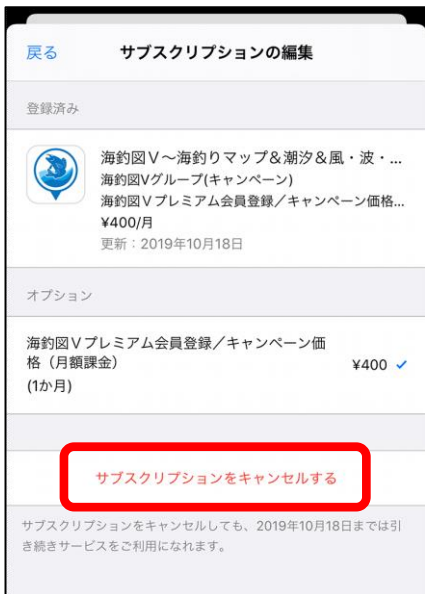 戻る サブスクリプションの編集
登録済み
海釣図V〜海釣りマップ&潮汐&風・波・...
海釣図Vグループ(キャンペーン)
海釣図Vプレミアム会員登録／キャンペーン価格...
¥400/月
更新：2019年10月18日
オプション
海釣図Vプレミアム会員登録／キャンペーン価
格（月額課金） ¥400 ✓
(1か月)
サブスクリプションをキャンセルする
サブスクリプションをキャンセルしても、2019年10月18日までは引
き続きサービスをご利用になれます。